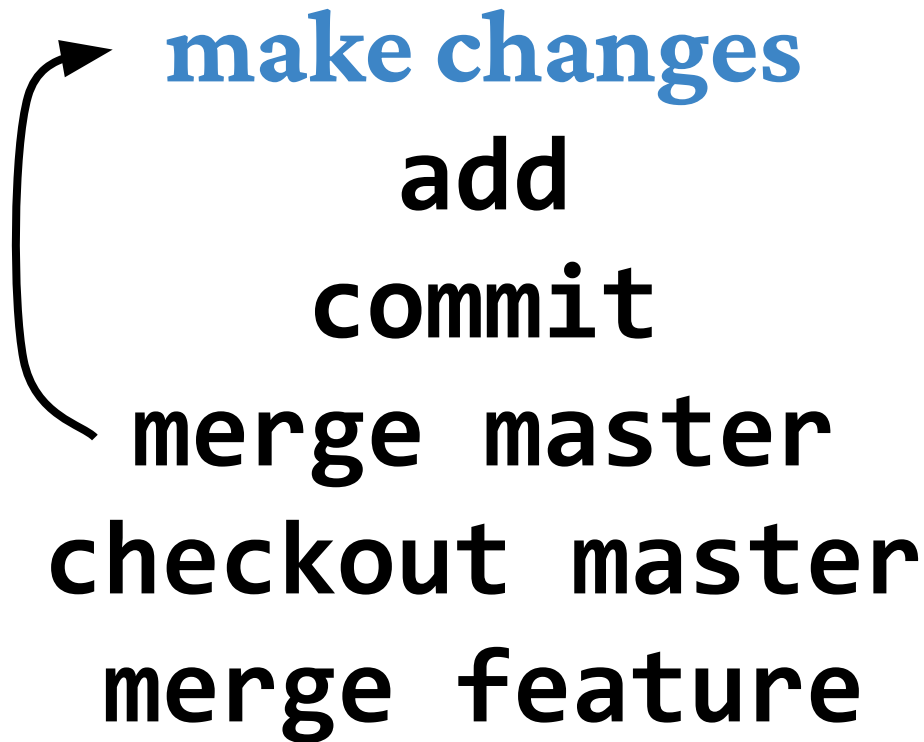 make changes
add
commit
merge master
checkout master
merge feature